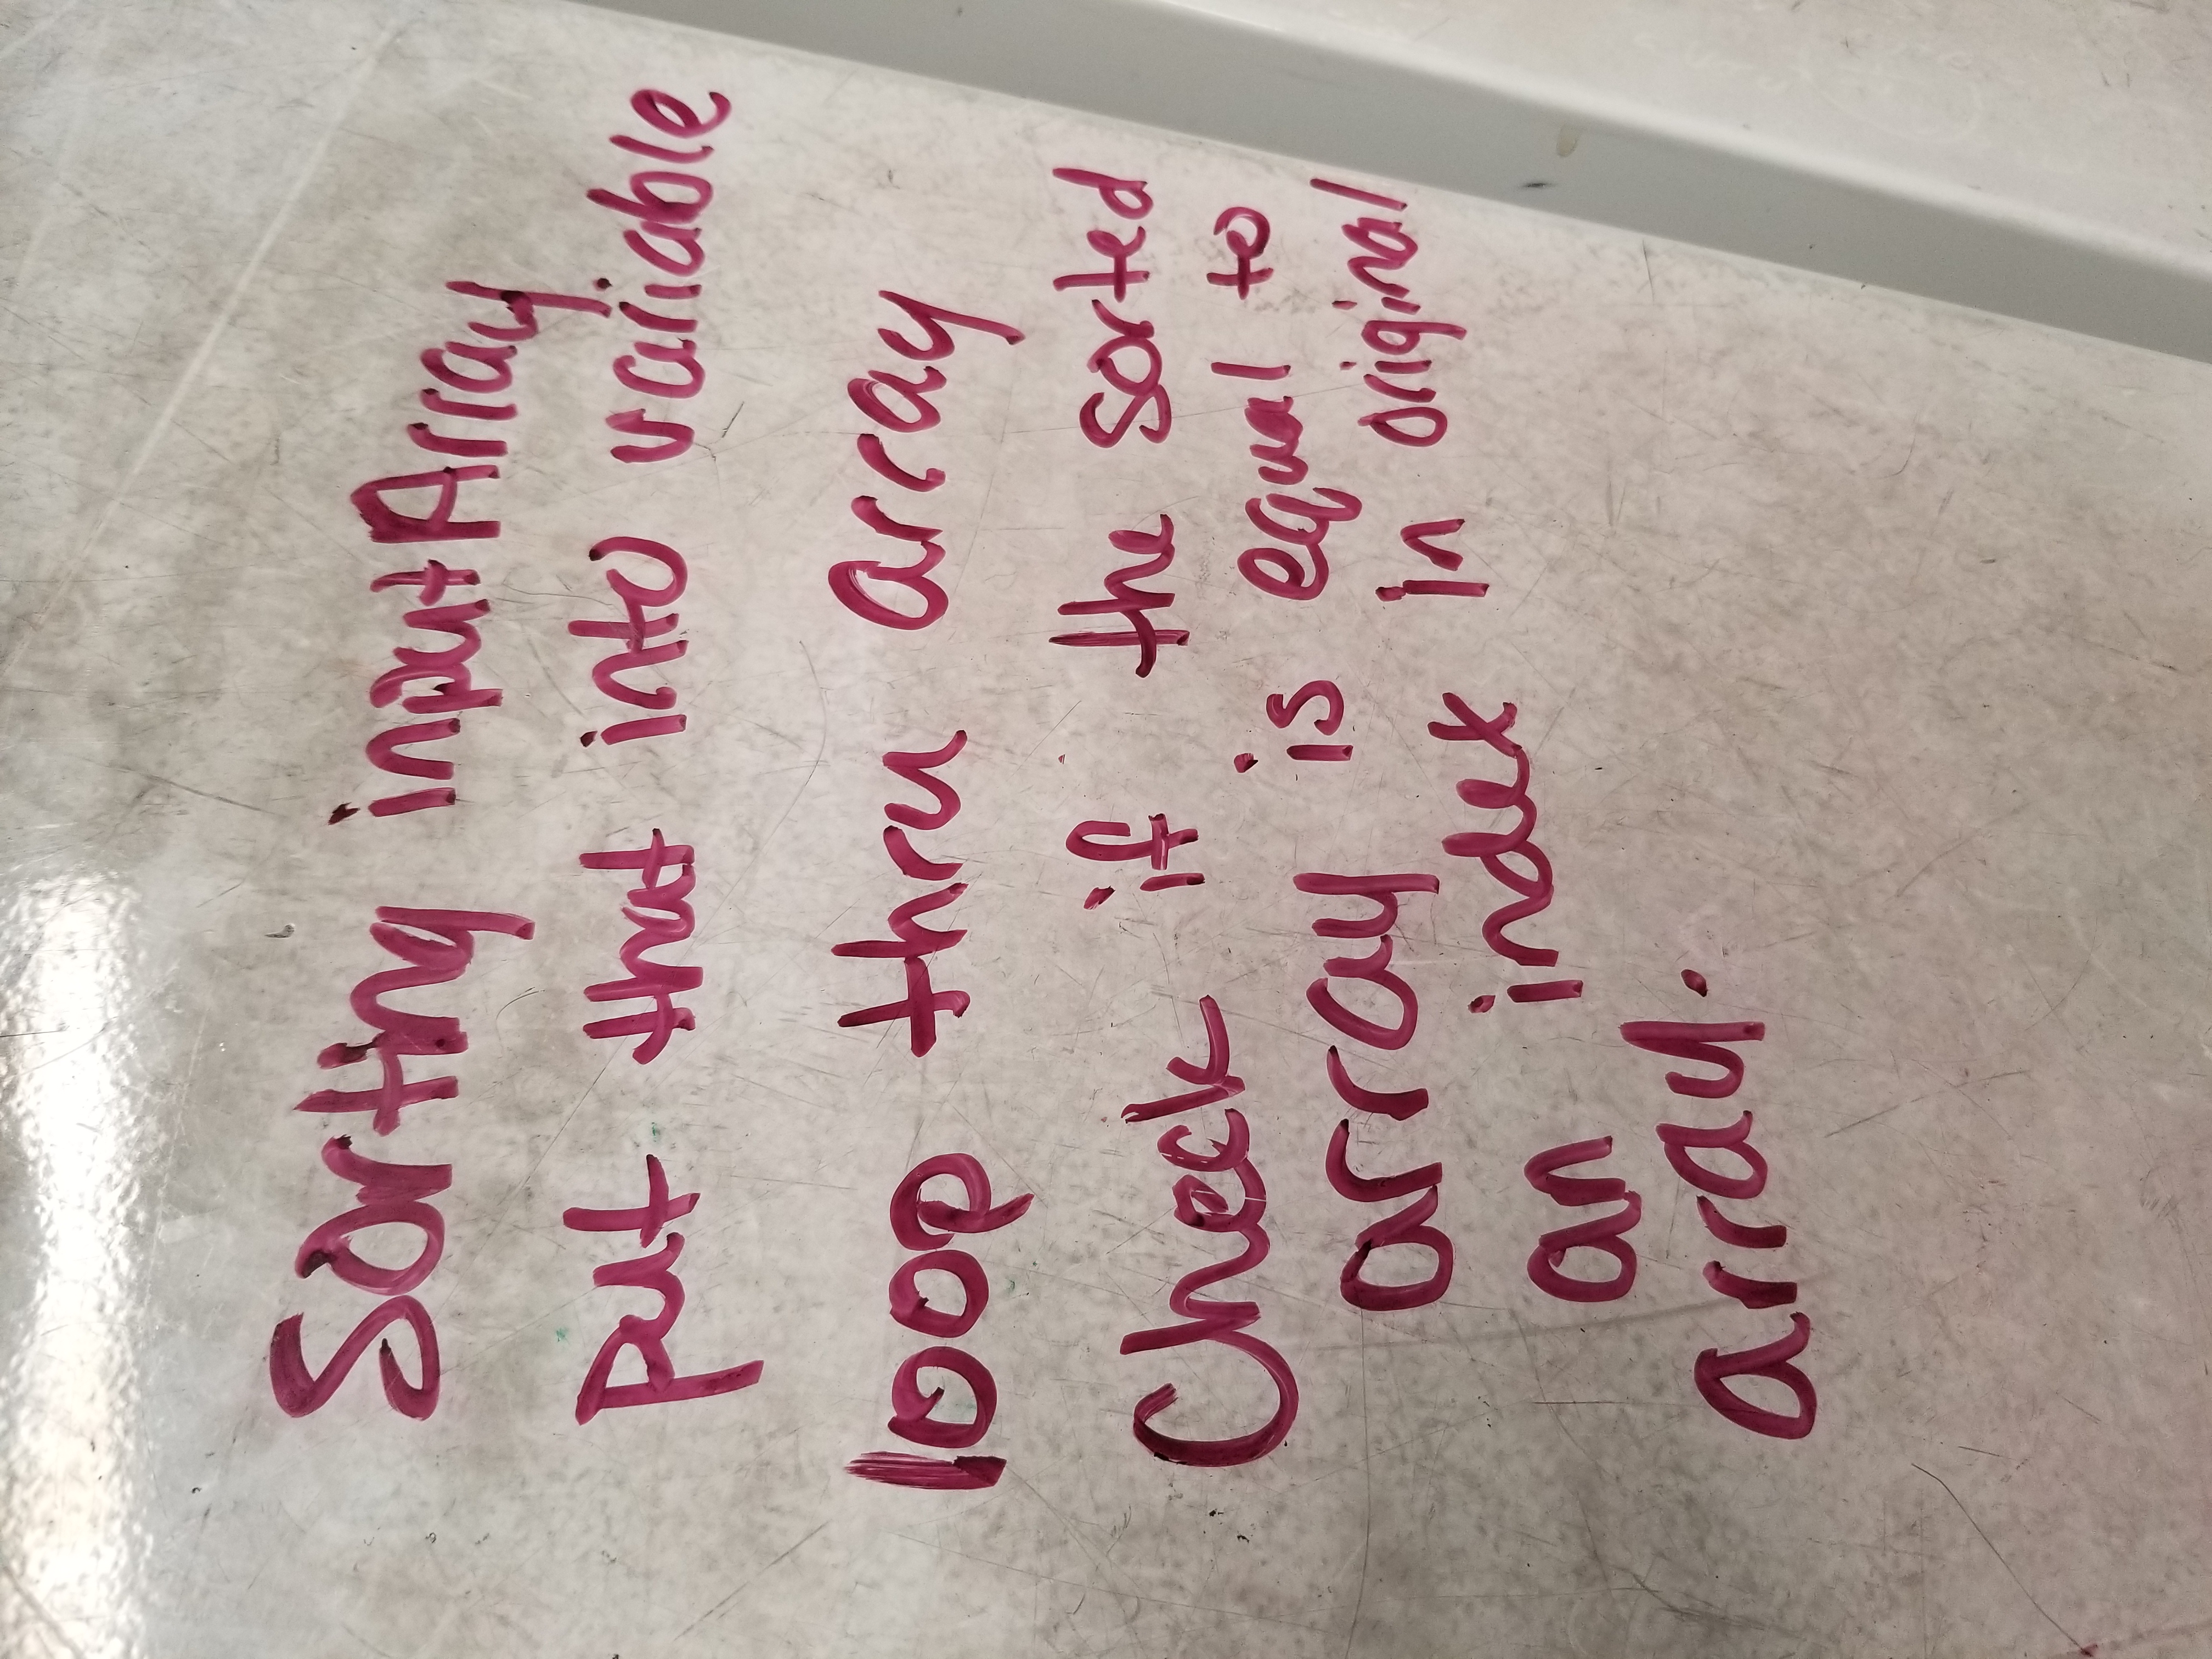 Sorting inputArray
put that into variable
loop thru array
Check if the sorted
array is equal to
an index in original
array.